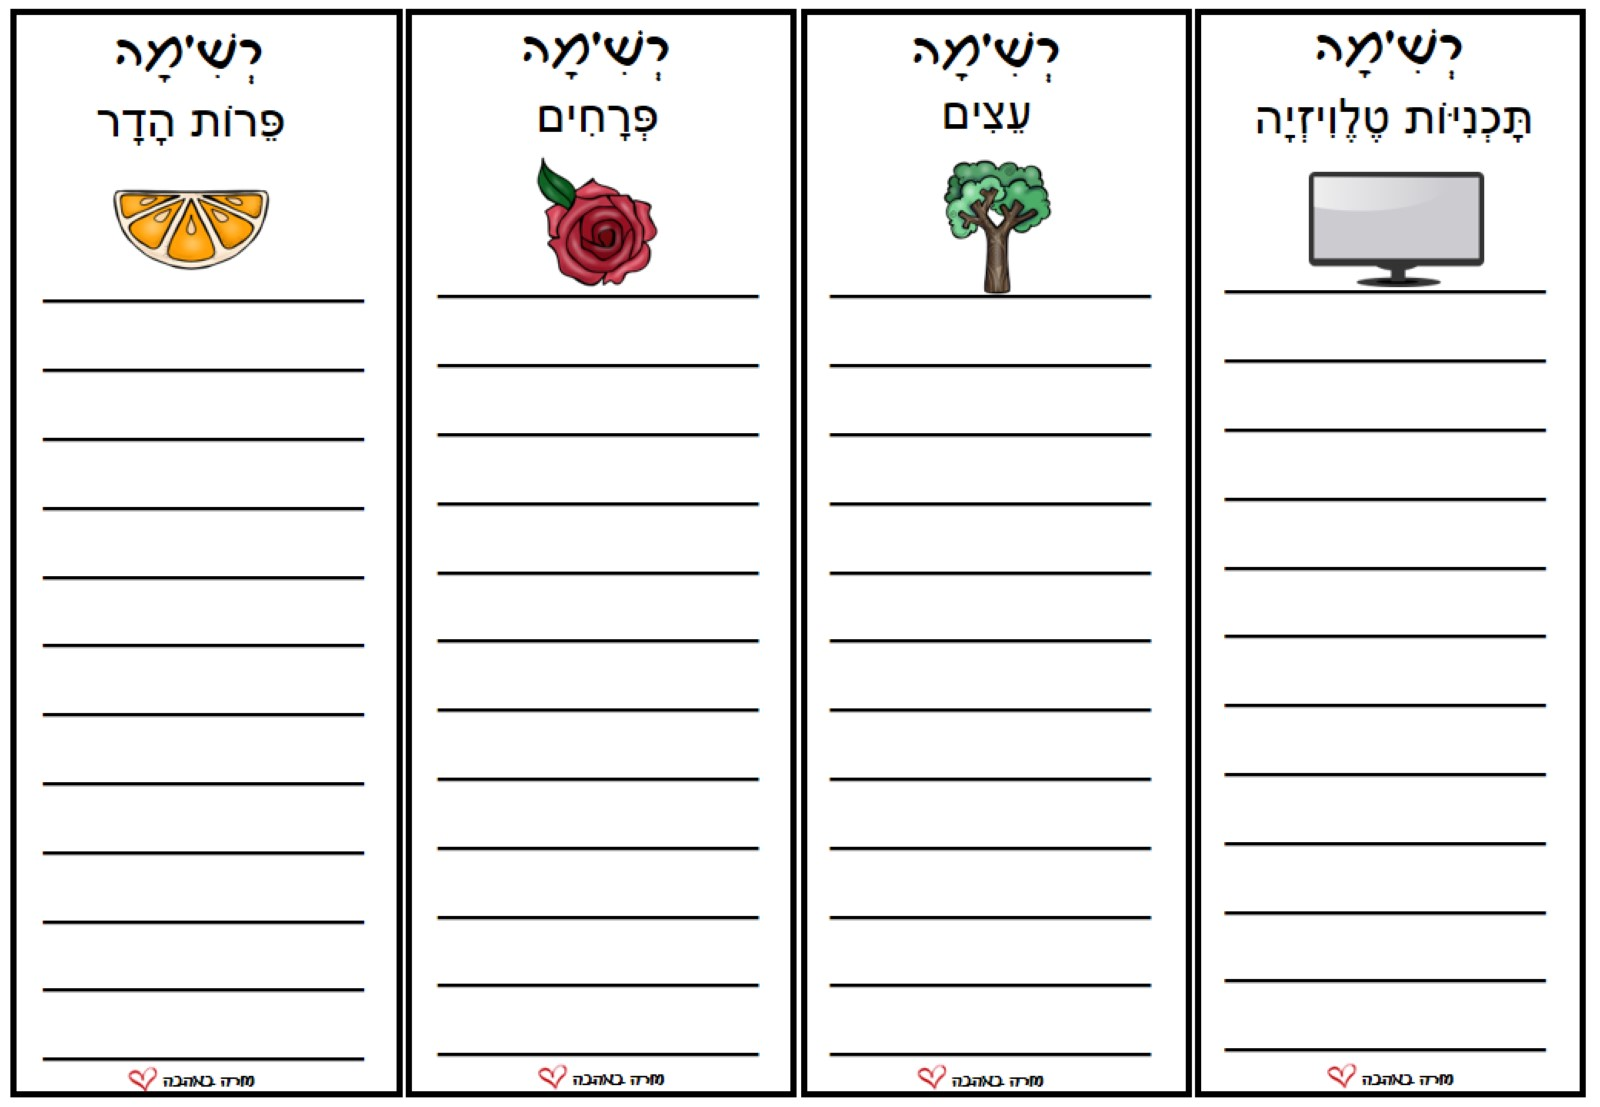 רְשִׁימָה
תָּכְנִיּוֹת טֶלֶוִיזְיָה
מורה באהבה
רְשִׁימָה
עֵצִים
מורה באהבה
רְשִׁימָה
פְּרָחִים
מורה באהבה
רְשִׁימָה
פֵּרוֹת הָדָר
מורה באהבה